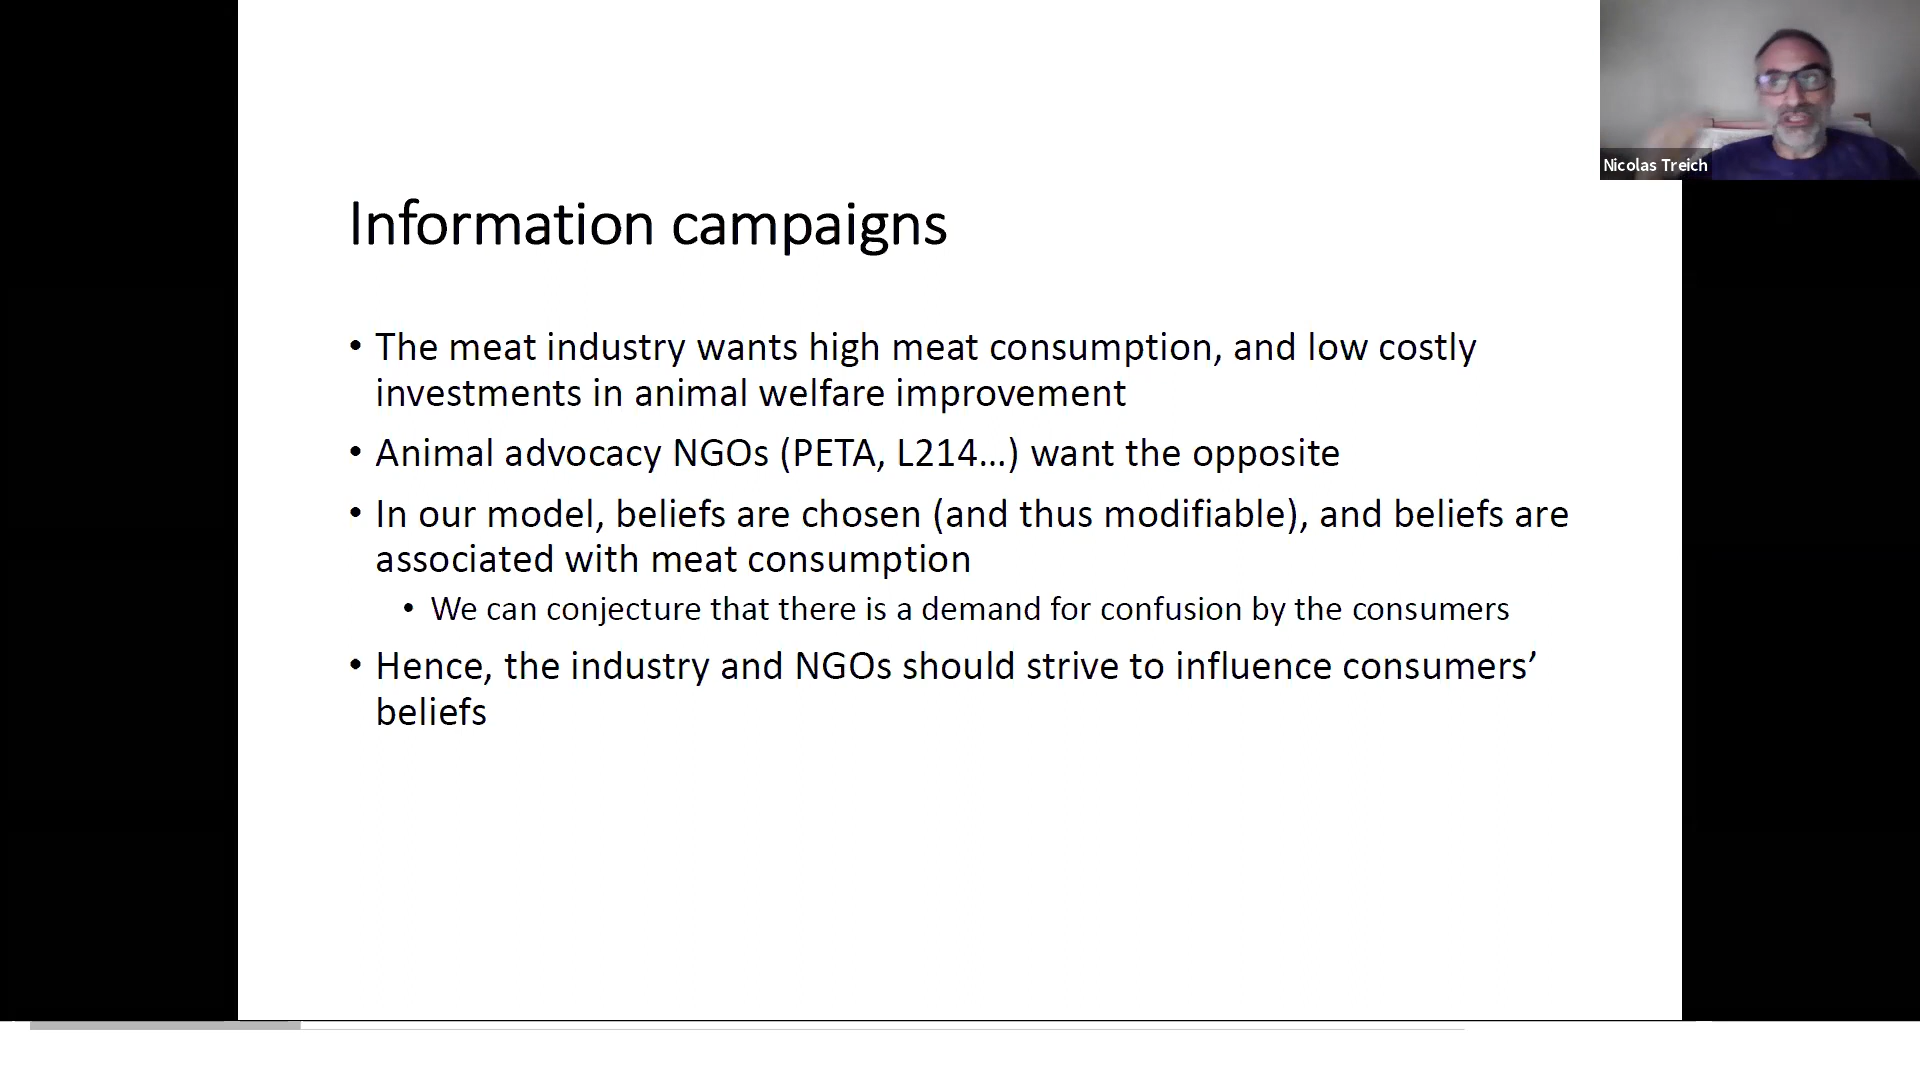 Nicolas Treich
Information campaigns
• The meat industry wants high meat consumption, and low costly
investments in animal welfare improvement
• Animal advocacy NGOs (PETA, L214…) want the opposite
• In our model, beliefs are chosen (and thus modifiable), and beliefs are
associated with meat consumption
• We can conjecture that there is a demand for confusion by the consumers
• Hence, the industry and NGOs should strive to influence consumers’
beliefs